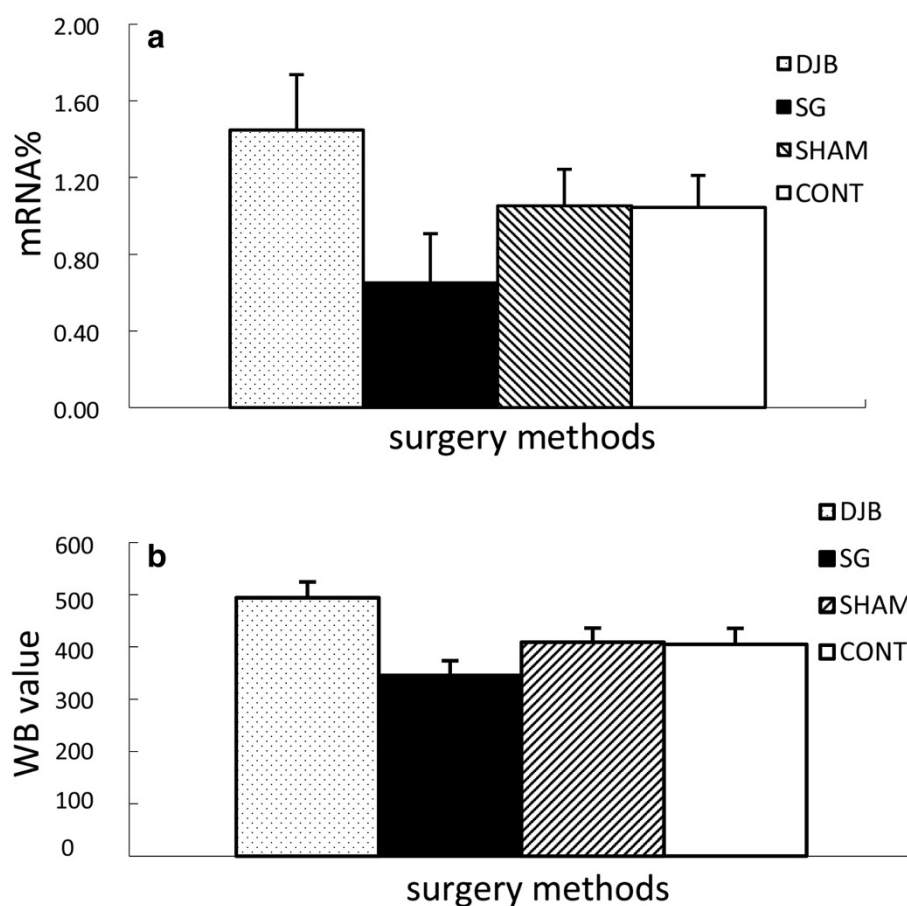 a
2.00
1.60
1.20
0.80
0.40
0.00
mRNA%
DJB
SG
SHAM
CONT
surgery methods
b
600
500
400
300
200
100
0
WB value
DJB
SG
SHAM
CONT
surgery methods